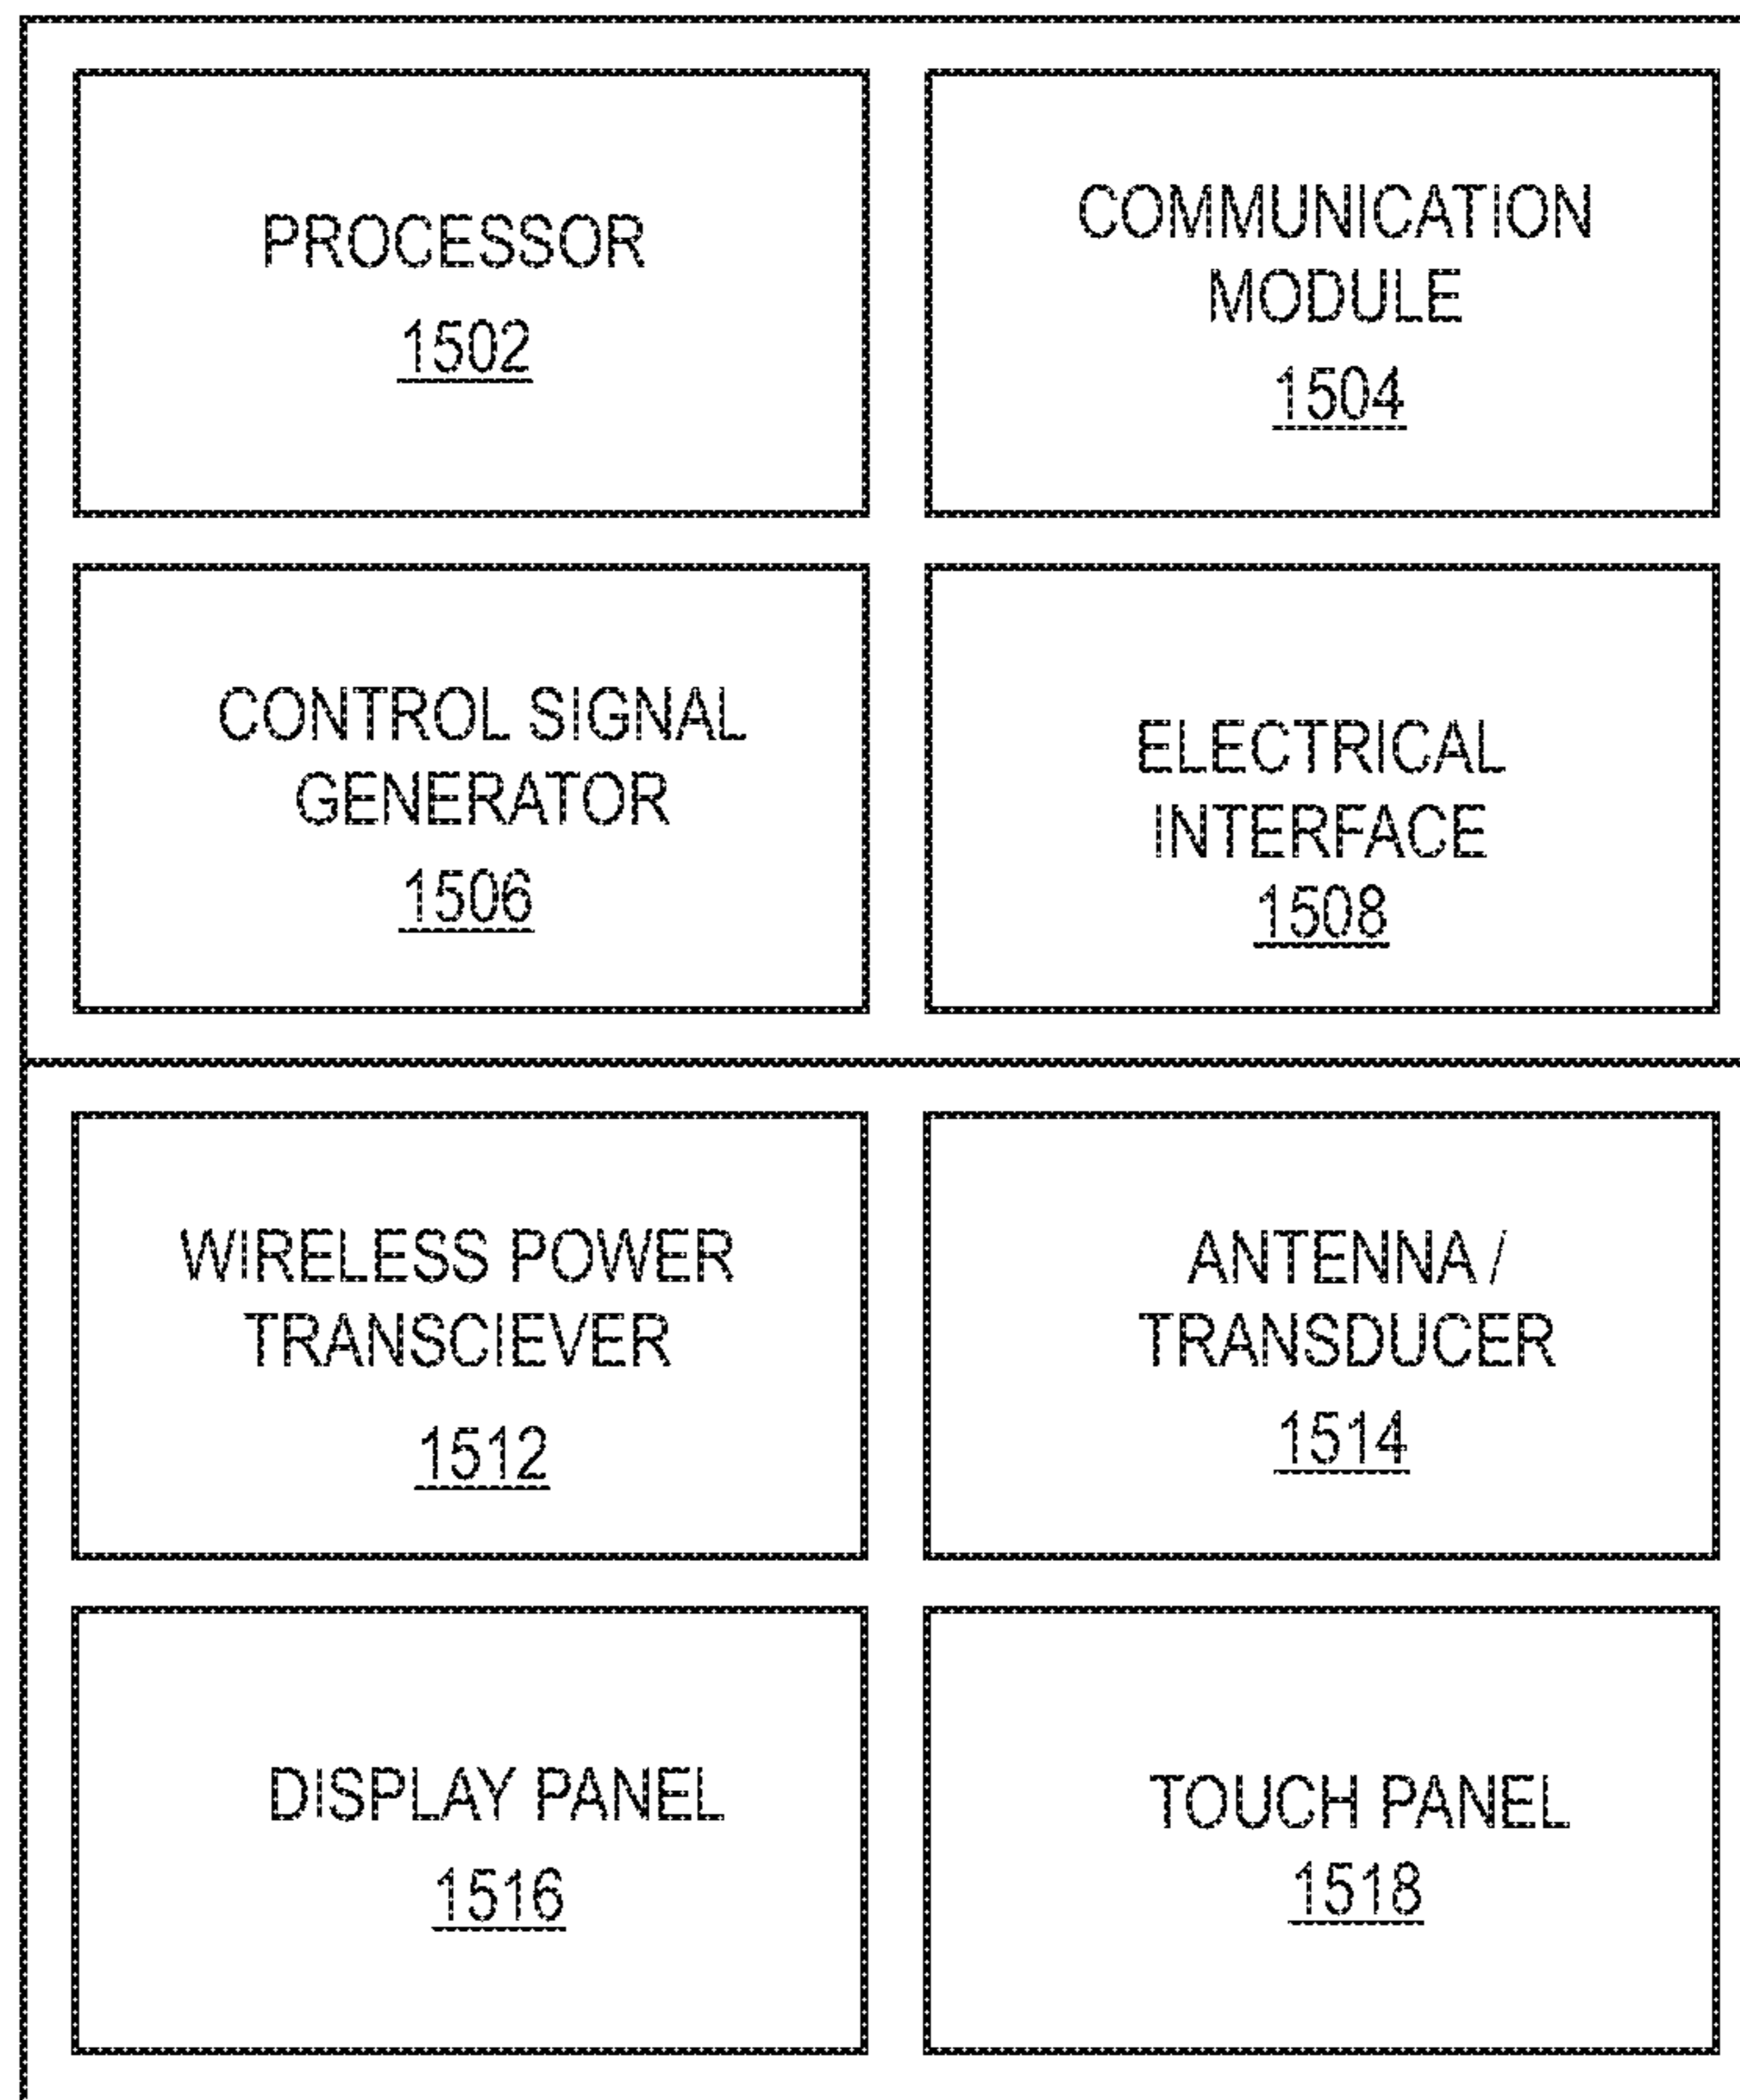 PROCESSOR
1502
COMMUNICATION
MODULE
1504
CONTROL SIGNAL
GENERATOR
1506
ELECTRICAL
INTERFACE
1508
WIRELESS POWER
TRANSCIEVER
1512
ANTENNA /
TRANSDUCER
1514
DISPLAY PANEL
1516
TOUCH PANEL
1518